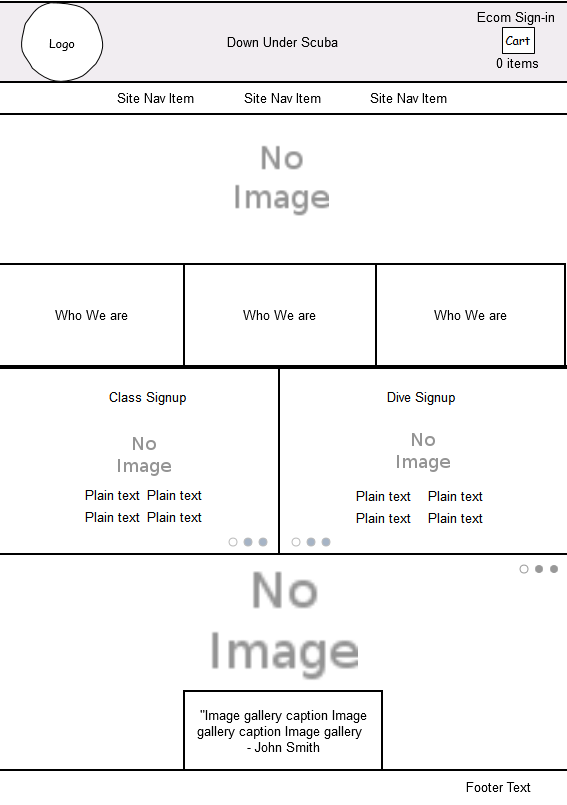 Ecom Sign-in
Logo
Down Under Scuba
Cart
0 items
Site Nav Item
Site Nav Item
Site Nav Item
No
Image
Who We are
Who We are
Who We are
Class Signup
No
Image
Plain text Plain text
Plain text Plain text
Dive Signup
No
Image
Plain text Plain text
Plain text Plain text
No
Image
"Image gallery caption Image
gallery caption Image gallery
- John Smith
Footer Text